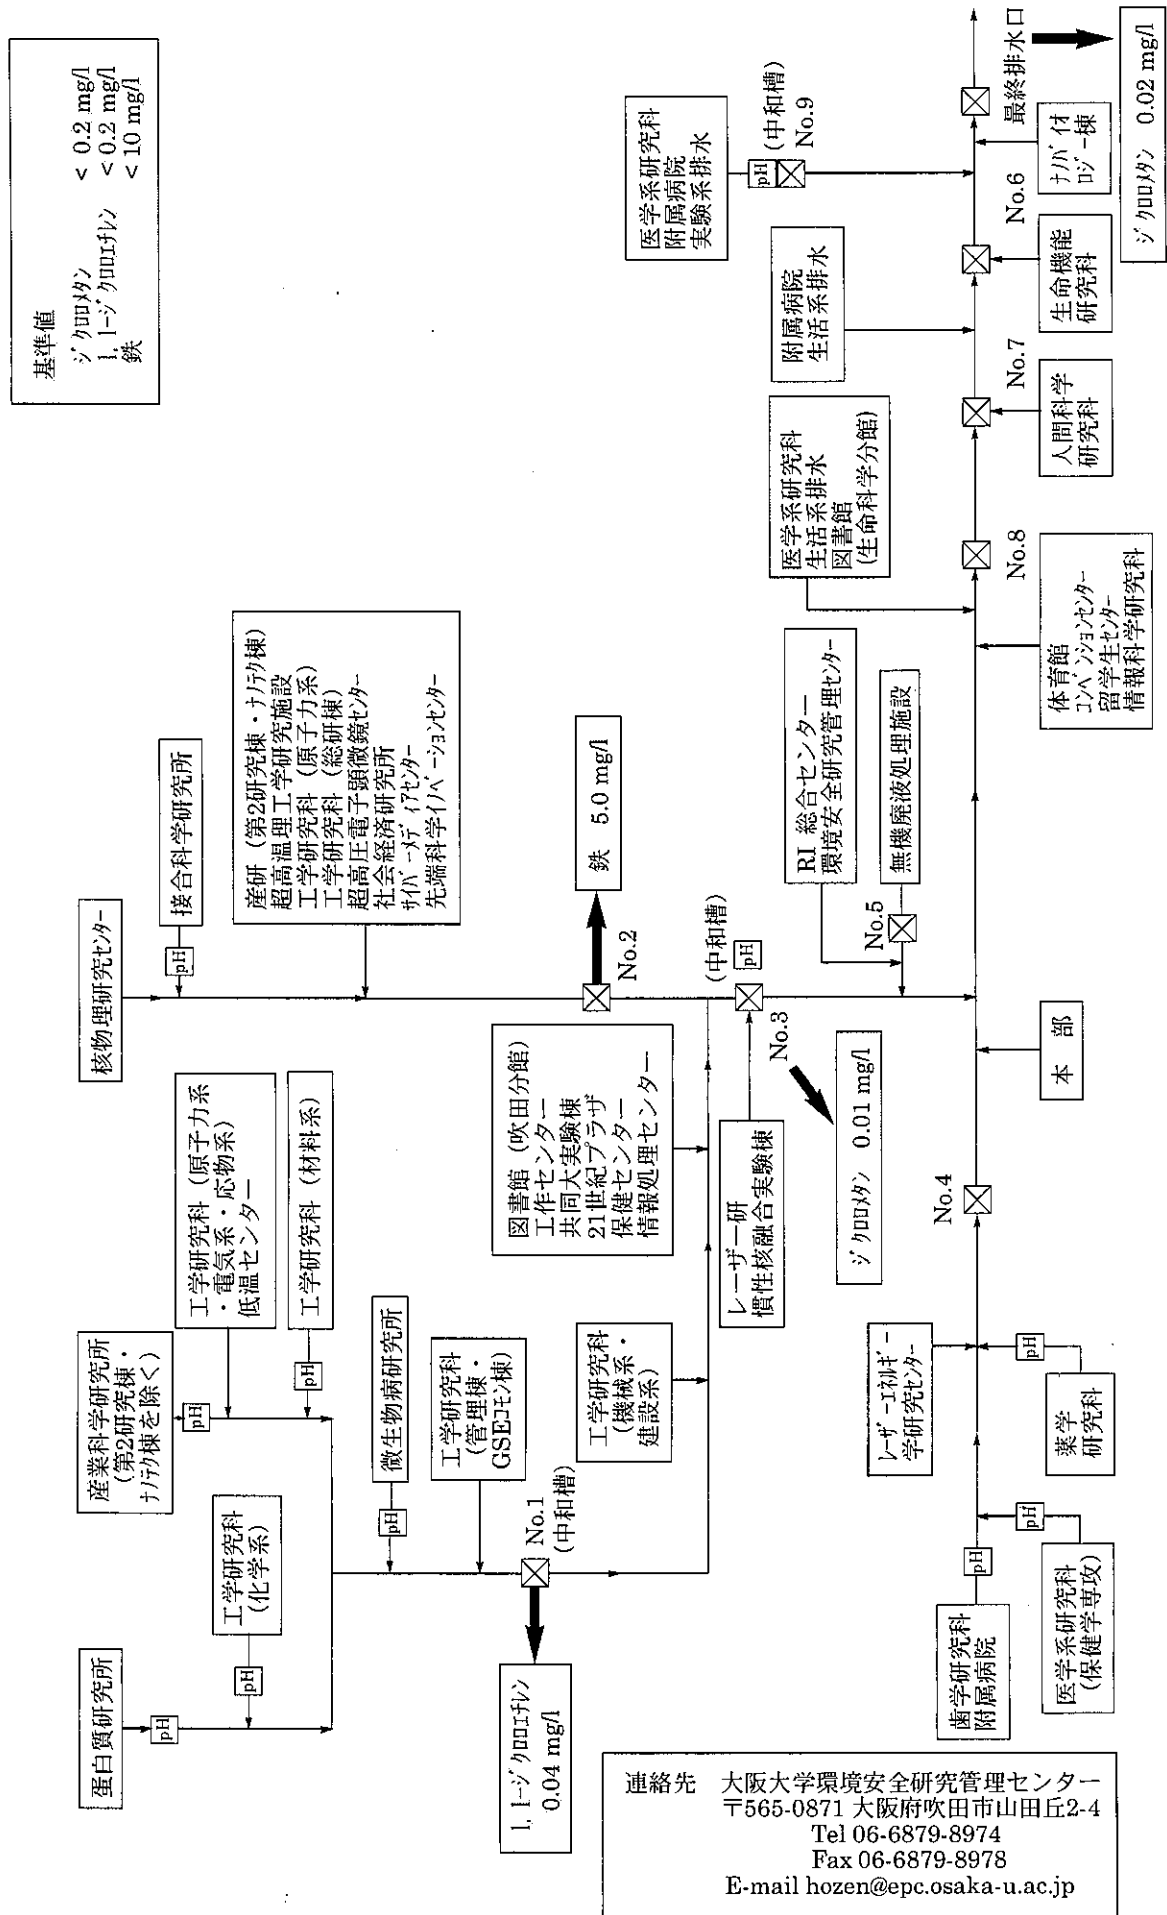 基準値
ジクロロメタン < 0.2 mg/l
1, 1-ジクロロエチレン < 0.2 mg/l
鉄 < 10 mg/l
核物理研究センター
接合科学研究所
pH
産研 (第2研究棟・ナノテク棟)
超高温理工学研究施設
工学研究科 (原子力系)
工学研究科 (総研棟)
超高圧電子顕微鏡センター
社会経済研究所
サイバーメディアセンター
先端科学イノベーションセンター
鉄 5.0 mg/l
No.2
産業科学研究所
(第2研究棟・
ナノテク棟を除く)
pH
工学研究科 (原子力系
・電気系・応物系)
低温センター
工学研究科 (材料系)
pH
蛋白質研究所
pH
工学研究科
(化学系)
pH
微生物病研究所
pH
工学研究科
(管理棟・
GSEコモン棟)
No.1
(中和槽)
1, 1-ジクロロエチレン
0.04 mg/l
工学研究科
(機械系・
建設系)
図書館 (吹田分館)
工作センター
共同大実験棟
21世紀プラザ
保健センター
情報処理センター
(中和槽)
pH
No.3
レーザー研
慣性核融合実験棟
ジクロロメタン 0.01 mg/l
RI 総合センター
環境安全研究管理センター
無機廃液処理施設
No.5
歯学研究科
附属病院
pH
医学系研究科
(保健学専攻)
pH
レーザーエネルギー
学研究センター
薬学
研究科
pH
No.4
本 部
医学系研究科
生活系排水
図書館
(生命科学分館)
体育館
コンベンションセンター
留学生センター
情報科学研究科
No.8
人間科学
研究科
No.7
附属病院
生活系排水
生命機能
研究科
No.6
医学系研究科
附属病院
実験系排水
pH
(中和槽)
No.9
ナノバイオ
ロジー棟
最終排水口
ジクロロメタン 0.02 mg/l
連絡先 大阪大学環境安全研究管理センター
〒565-0871 大阪府吹田市山田丘2-4
Tel 06-6879-8974
Fax 06-6879-8978
E-mail hozen@epc.osaka-u.ac.jp